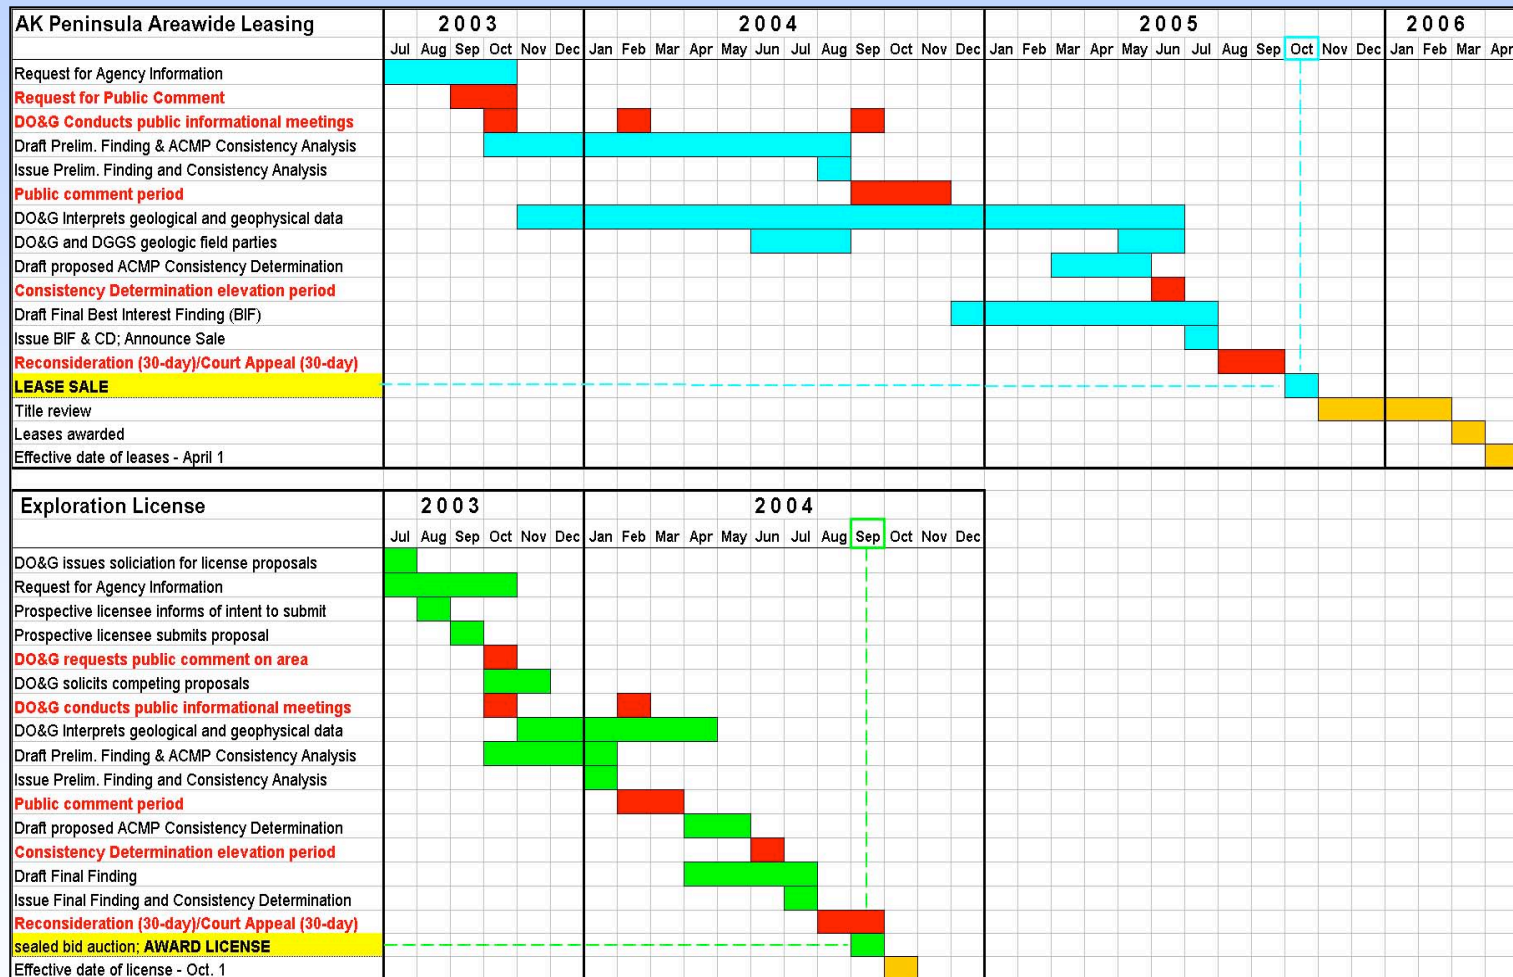 AK Peninsula Areawide Leasing 2003 2004 2005 2006
Jul Aug Sep Oct Nov Dec Jan Feb Mar Apr May Jun Jul Aug Sep Oct Nov Dec Jan Feb Mar Apr May Jun Jul Aug Sep Oct Nov Dec Jan Feb Mar Apr
Request for Agency Information
Request for Public Comment
DO&G Conducts public informational meetings
Draft Prelim. Finding & ACMP Consistency Analysis
Issue Prelim. Finding and Consistency Analysis
Public comment period
DO&G Interprets geological and geophysical data
DO&G and DGGS geologic field parties
Draft proposed ACMP Consistency Determination
Consistency Determination elevation period
Draft Final Best Interest Finding (BIF)
Issue BIF & CD; Announce Sale
Reconsideration (30-day)/Court Appeal (30-day)
LEASE SALE
Title review
Leases awarded
Effective date of leases - April 1
Exploration License 2003 2004
Jul Aug Sep Oct Nov Dec Jan Feb Mar Apr May Jun Jul Aug Sep Oct Nov Dec
DO&G issues soliciation for license proposals
Request for Agency Information
Prospective licensee informs of intent to submit
Prospective licensee submits proposal
DO&G requests public comment on area
DO&G solicits competing proposals
DO&G conducts public informational meetings
DO&G Interprets geological and geophysical data
Draft Prelim. Finding & ACMP Consistency Analysis
Issue Prelim. Finding and Consistency Analysis
Public comment period
Draft proposed ACMP Consistency Determination
Consistency Determination elevation period
Draft Final Finding
Issue Final Finding and Consistency Determination
Reconsideration (30-day)/Court Appeal (30-day)
sealed bid auction; AWARD LICENSE
Effective date of license - Oct. 1